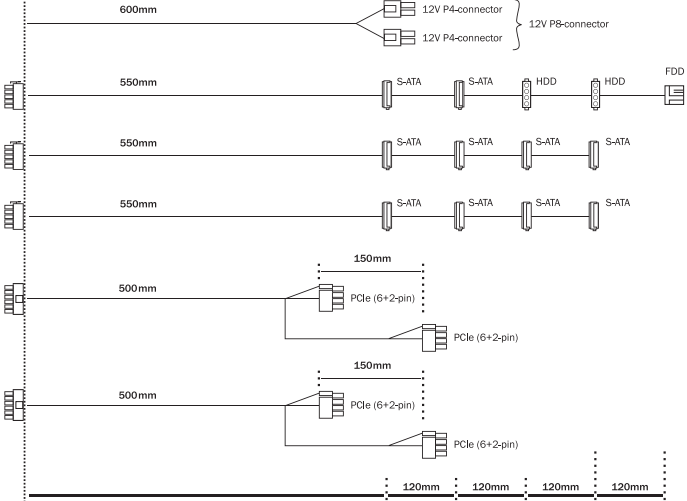 600mm
12V P4-connector
12V P8-connector
12V P4-connector
FDD
550mm
S-ATA
S-ATA
HDD
HDD
550mm
S-ATA
S-ATA
S-ATA
S-ATA
550mm
S-ATA
S-ATA
S-ATA
S-ATA
150mm
500mm
PCIe (6+2-pin)
PCIe (6+2-pin)
150mm
500mm
PCIe (6+2-pin)
PCIe (6+2-pin)
120mm
120mm
120mm
120mm